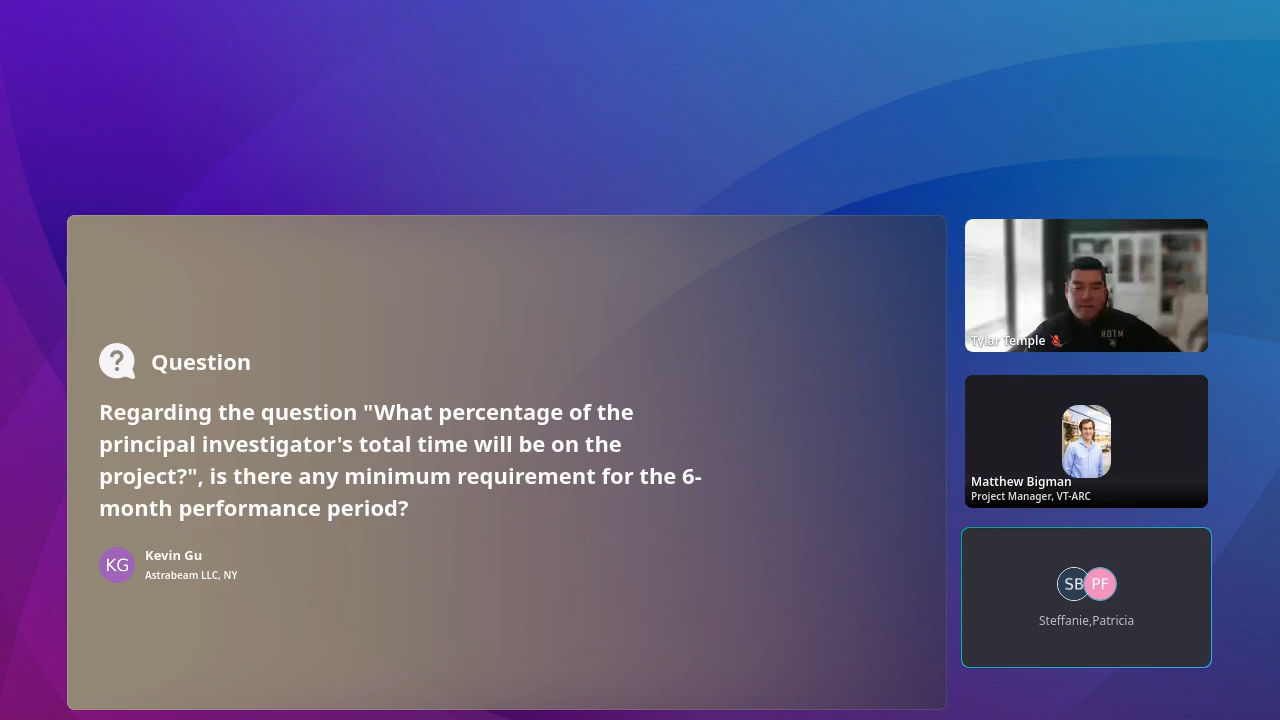 Question
Regarding the question "What percentage of the
principal investigator's total time will be on the
project?", is there any minimum requirement for the 6-
month performance period?
KG
Kevin Gu
Astrabeam LLC, NY
ROTM
Tylar Temple
Matthew Bigman
Project Manager, VT-ARC
SB PF
Steffanie,Patricia